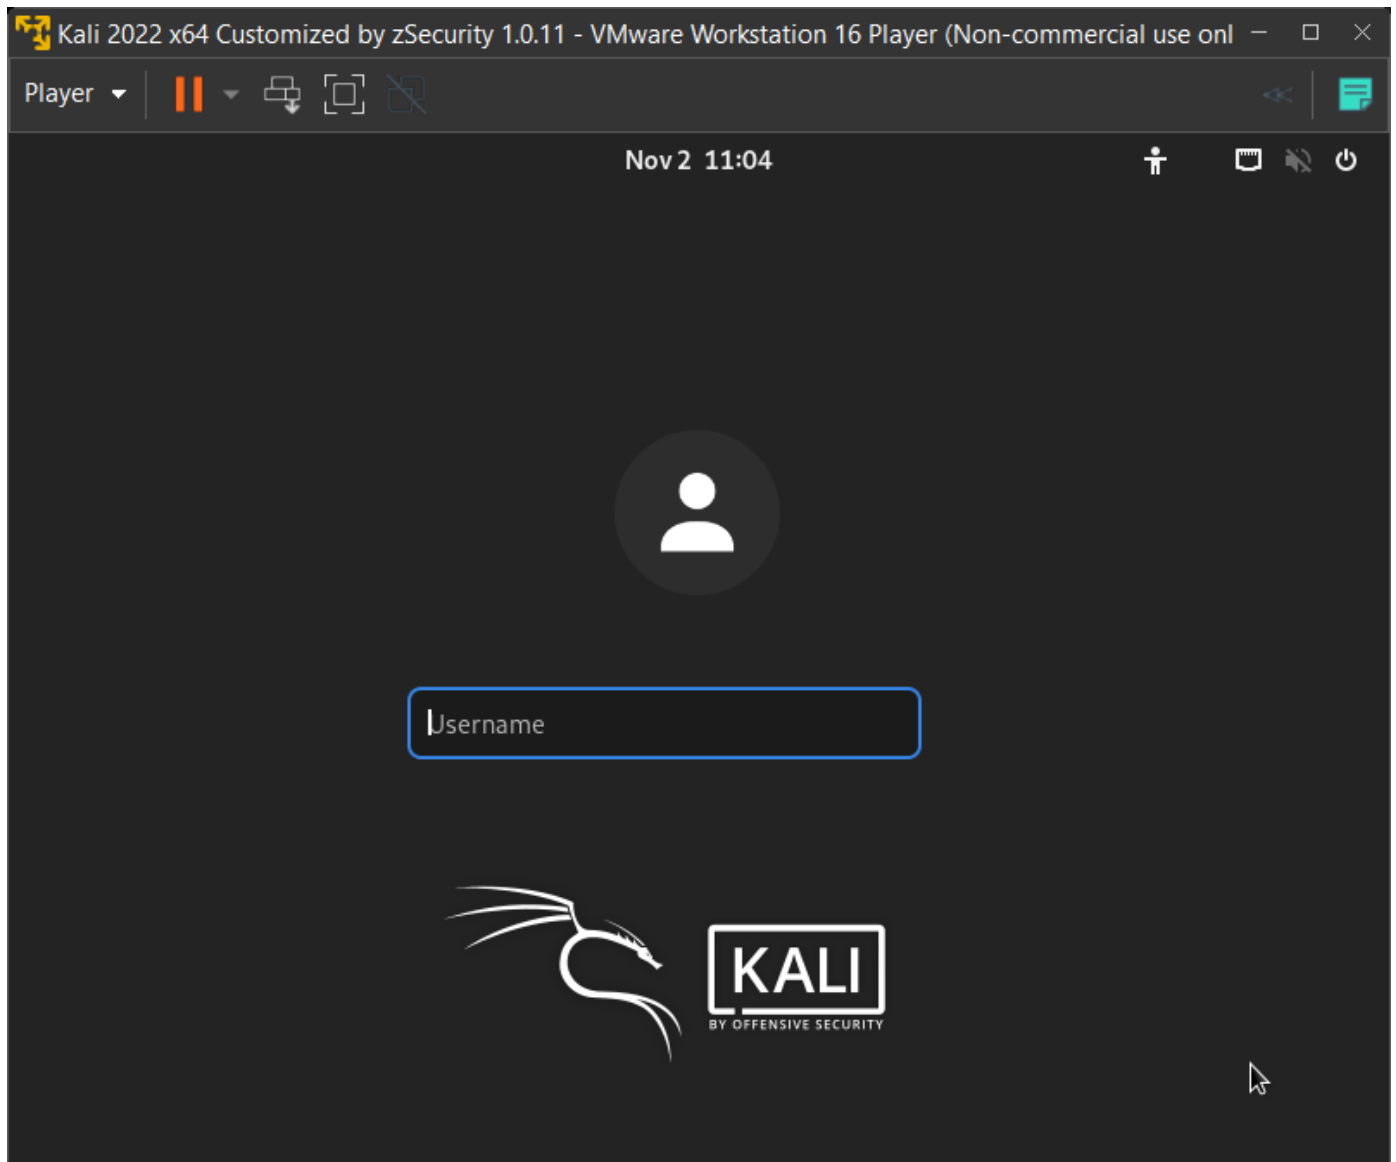 Kali 2022 x64 Customized by zSecurity 1.0.11 - VMware Workstation 16 Player (Non-commercial use onl
Player
Nov 2 11:04
Username
KALI
BY OFFENSIVE SECURITY